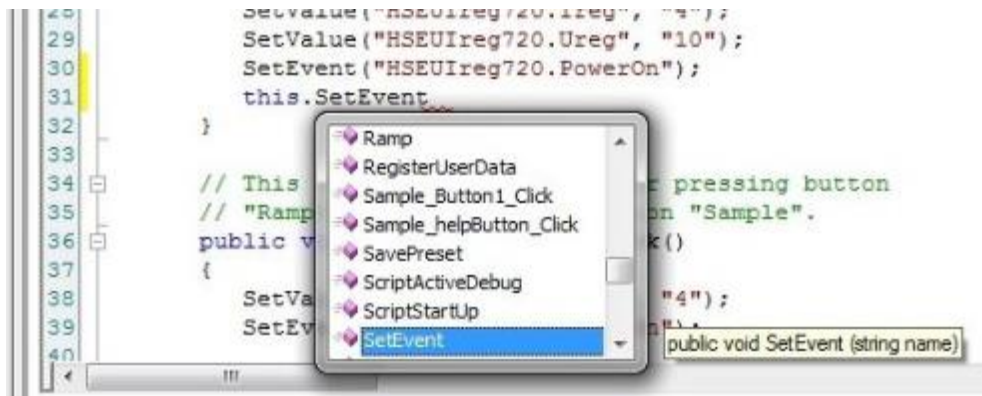 28 SetValue("HSEUIreg720.Ireg", "4");
29 SetValue("HSEUIreg720.Ureg", "10");
30 SetEvent("HSEUIreg720.PowerOn");
31 this.SetEvent
32 }
33
34 // This r pressing button
35 // "Ramp on "Sample".
36 public v k()
37 {
38 SetVa "4");
39 SetEv n");
40
Ramp
RegisterUserData
Sample_Button1_Click
Sample_helpButton_Click
SavePreset
ScriptActiveDebug
ScriptStartUp
SetEvent
public void SetEvent (string name)